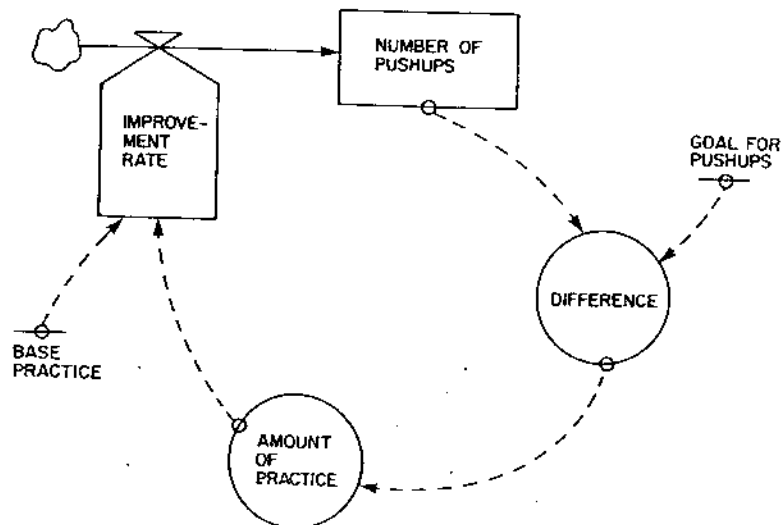 NUMBER OF
PUSHUPS
IMPROVE-
MENT
RATE
GOAL FOR
PUSHUPS
DIFFERENCE
BASE
PRACTICE
AMOUNT
OF
PRACTICE